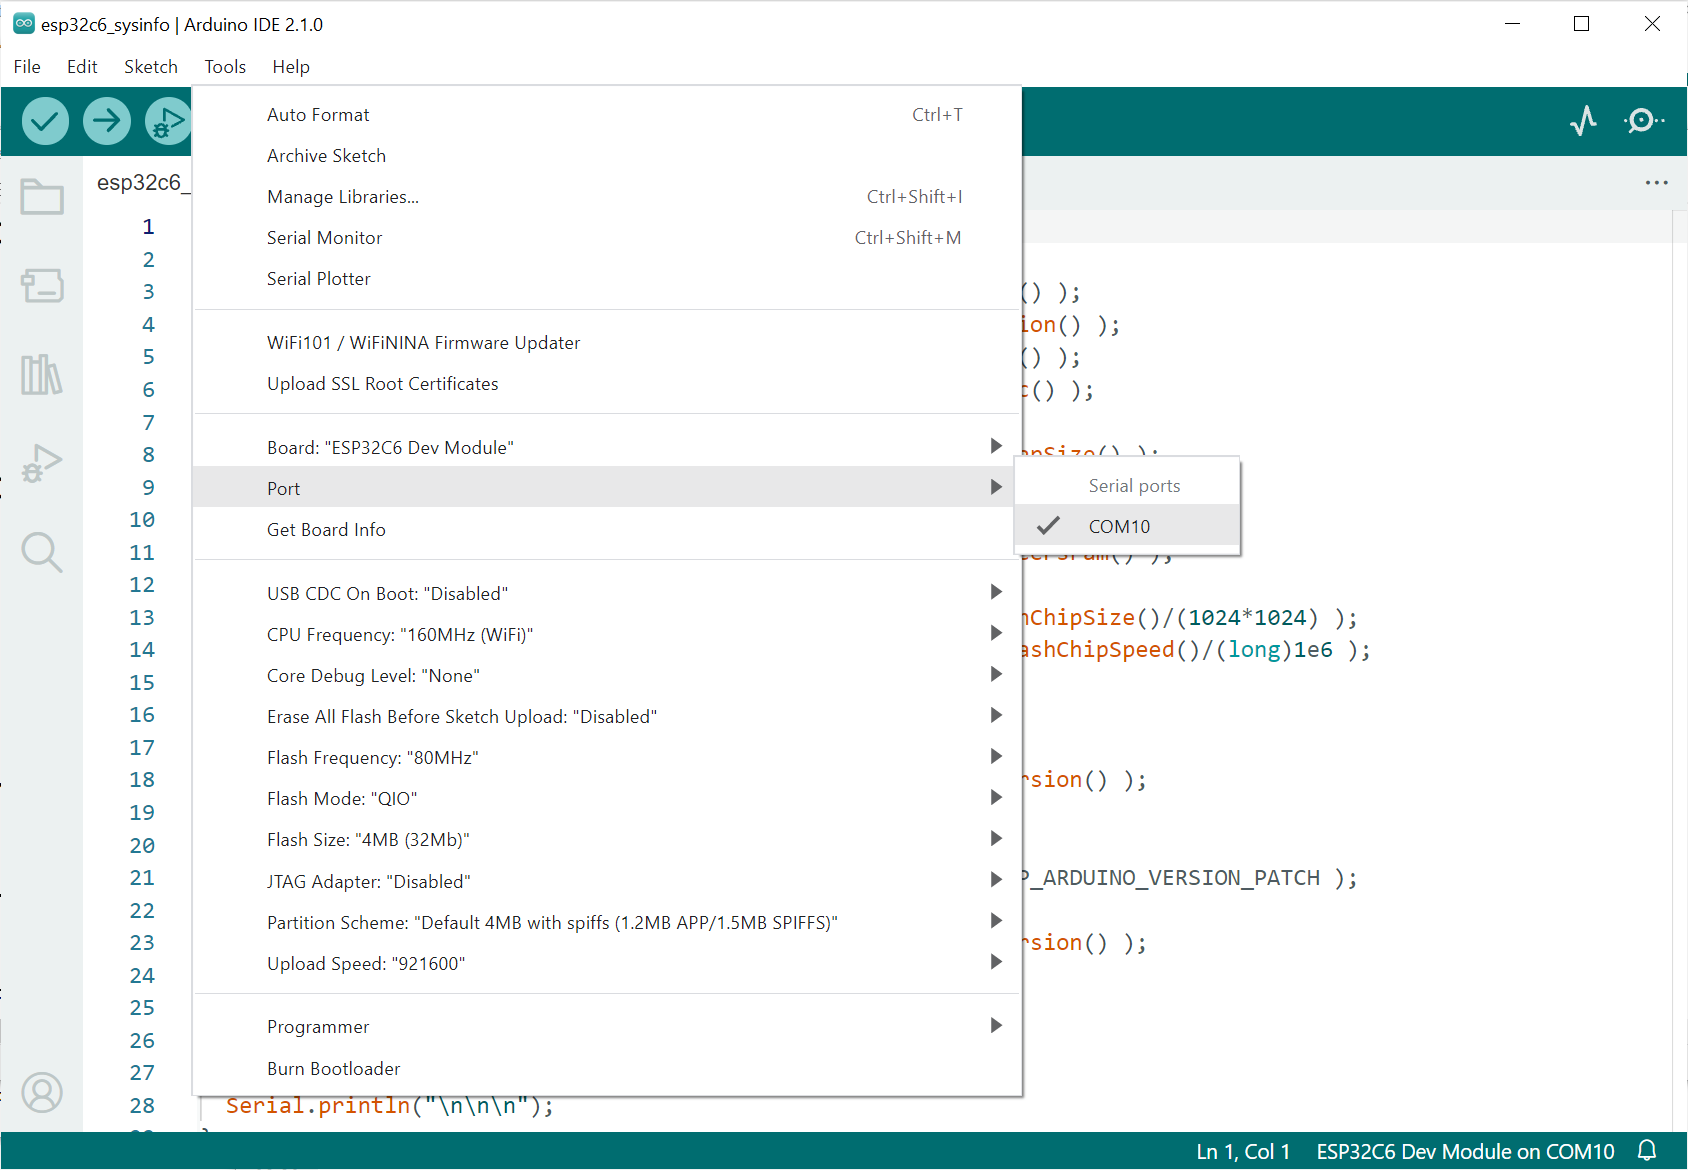 esp32c6_sysinfo | Arduino IDE 2.1.0
File Edit Sketch Tools Help
Auto Format Ctrl+T
Archive Sketch
Manage Libraries... Ctrl+Shift+I
Serial Monitor Ctrl+Shift+M
Serial Plotter
WiFi101 / WiFiNINA Firmware Updater
Upload SSL Root Certificates
Board: "ESP32C6 Dev Module"
Port
Get Board Info
USB CDC On Boot: "Disabled"
CPU Frequency: "160MHz (WiFi)"
Core Debug Level: "None"
Erase All Flash Before Sketch Upload: "Disabled"
Flash Frequency: "80MHz"
Flash Mode: "QIO"
Flash Size: "4MB (32Mb)"
JTAG Adapter: "Disabled"
Partition Scheme: "Default 4MB with spiffs (1.2MB APP/1.5MB SPIFFS)"
Upload Speed: "921600"
Programmer
Burn Bootloader
Serial ports
COM10
esp32c6_
1
2
3 () );
4 ion() );
5 () );
6 c() );
7
8 pSize() );
9
10
11
12
13 hChipSize()/(1024*1024) );
14 ashChipSpeed()/(long)1e6 );
15
16
17
18 rsion() );
19
20
21 P_ARDUINO_VERSION_PATCH );
22
23 rsion() );
24
25
26
27
28 Serial.println("\n\n\n");
Ln 1, Col 1 ESP32C6 Dev Module on COM10